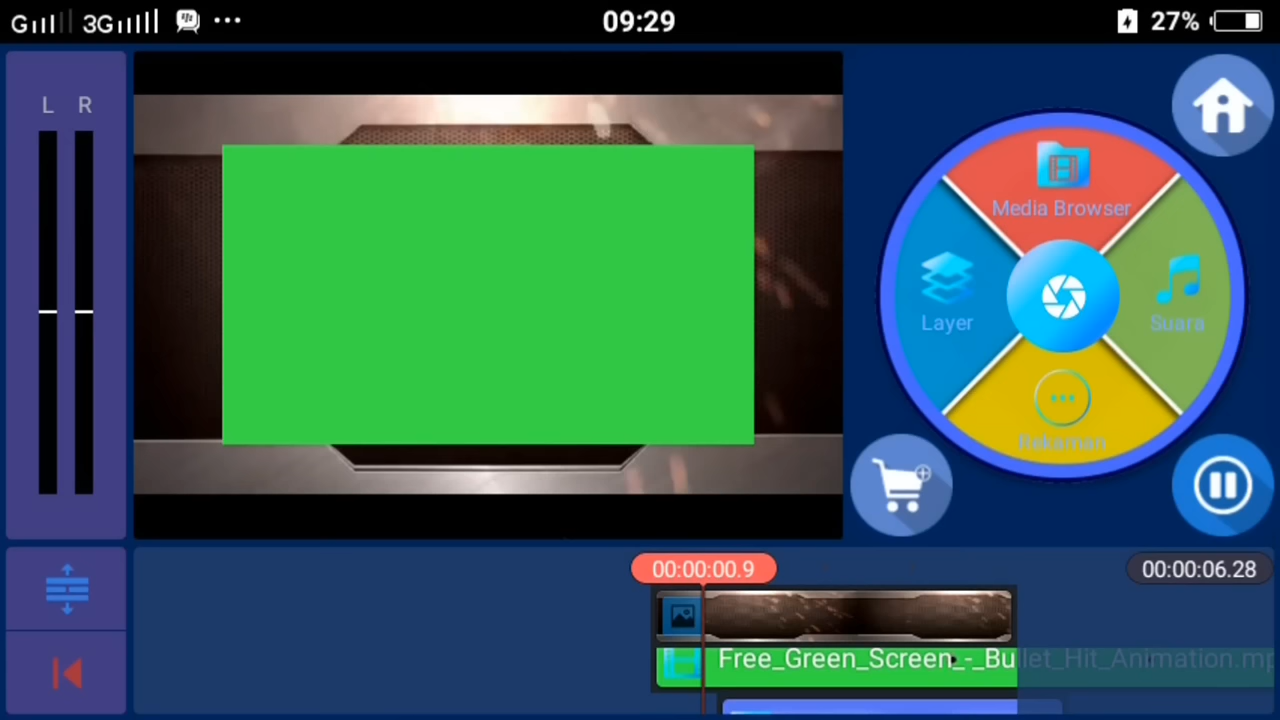 G 3G 09:29 27%
L R
Media Browser
Layer
Suara
Rekaman
00:00:00.9
00:00:06.28
Free_Green_Screen_-_Bullet_Hit_Animation.mp